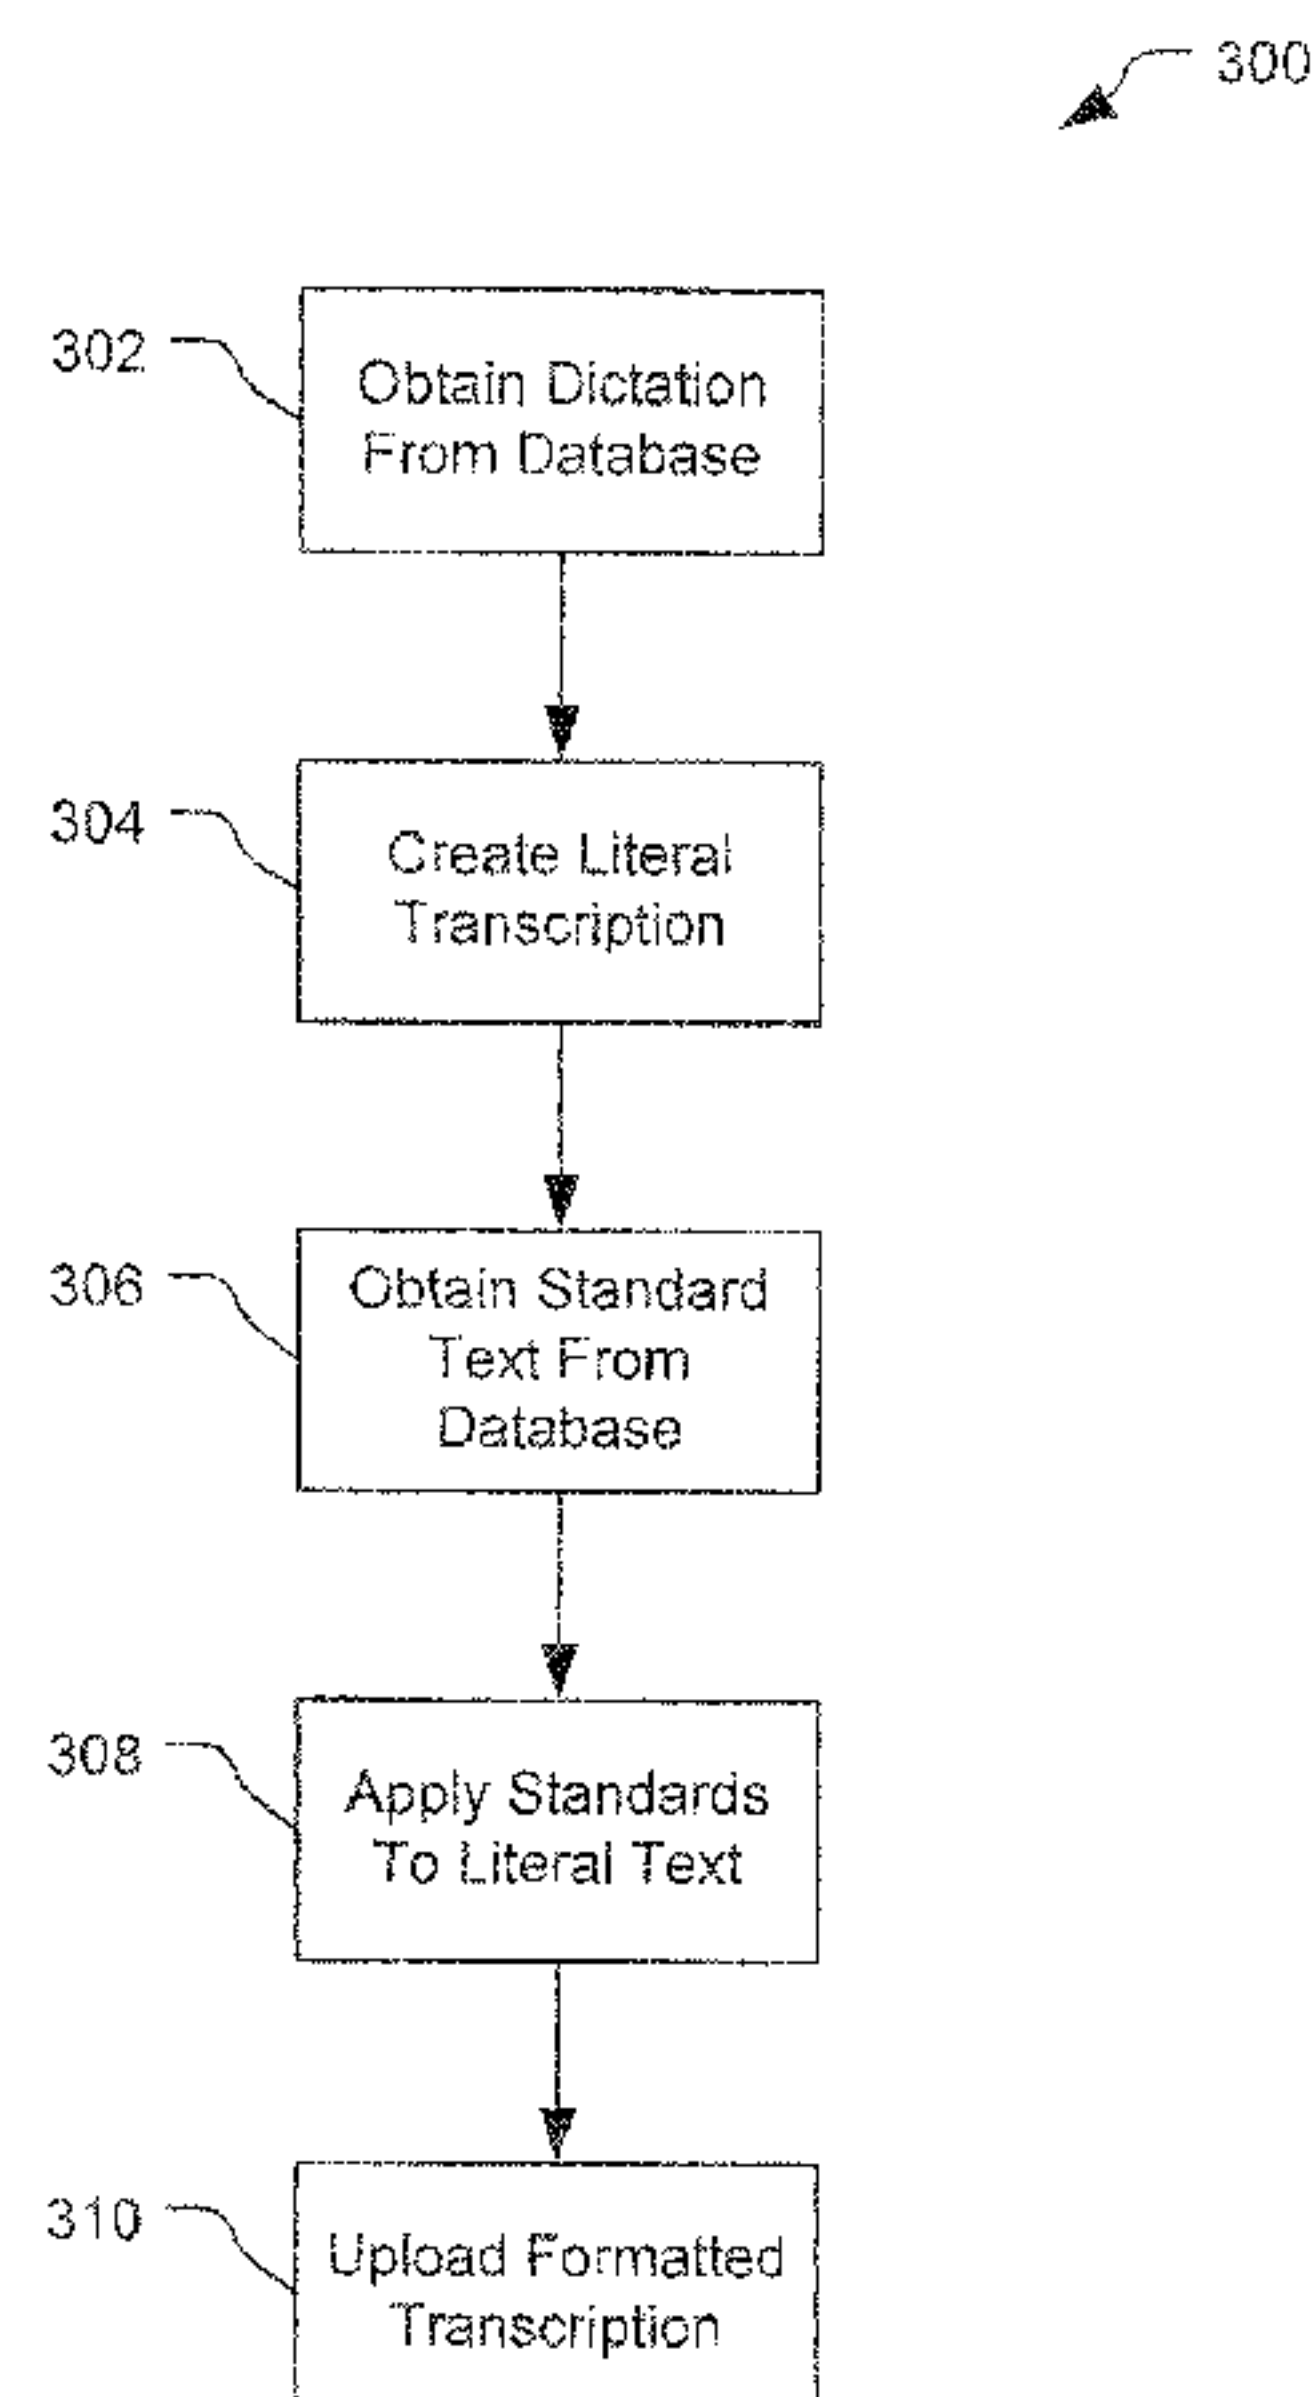 300
302
Obtain Dictation
From Database
304
Create Literal
Transcription
306
Obtain Standard
Text From
Database
308
Apply Standards
To Literal Text
310
Upload Formatted
Transcription